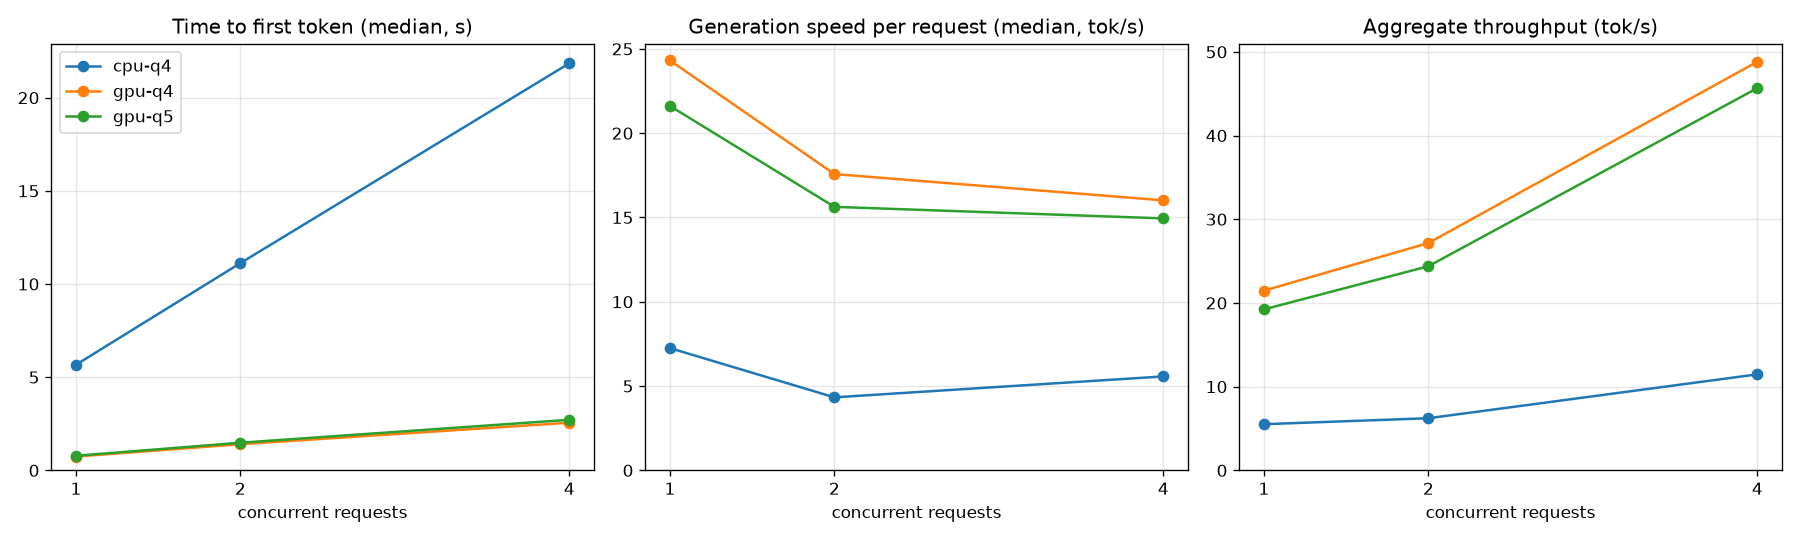 Time to first token (median, s)
cpu-q4
gpu-q4
gpu-q5
20
15
10
5
0
1 2 4
concurrent requests
Generation speed per request (median, tok/s)
25
20
15
10
5
0
1 2 4
concurrent requests
Aggregate throughput (tok/s)
50
40
30
20
10
0
1 2 4
concurrent requests